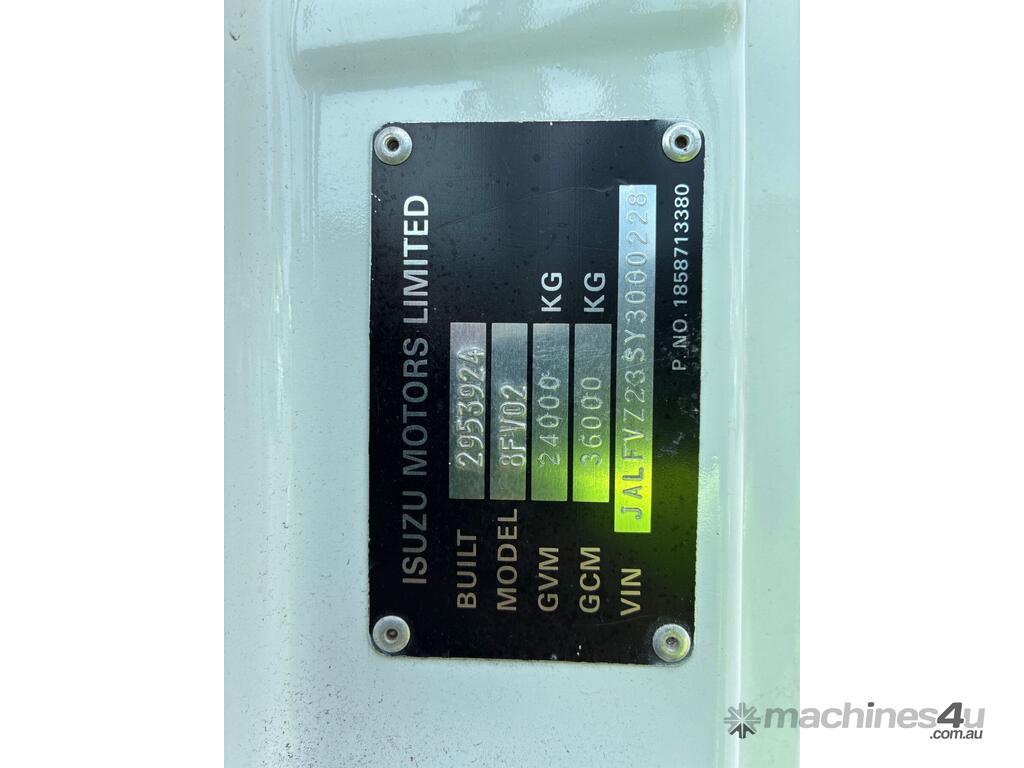 ISUZU MOTORS LIMITED
BUILT 2953924
MODEL 8FV02
GVM 24000 KG
GCM 36000 KG
VIN JALFVZ23SY3000228
P.NO.1858713380
machines4u
.com.au